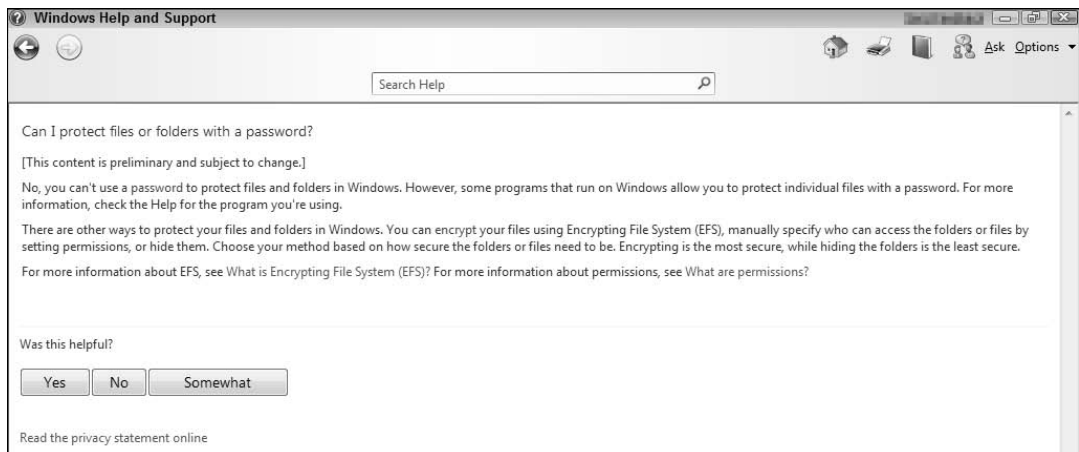 Windows Help and Support
Ask Options
Search Help
Can I protect files or folders with a password?
[This content is preliminary and subject to change.]
No, you can't use a password to protect files and folders in Windows. However, some programs that run on Windows allow you to protect individual files with a password. For more
information, check the Help for the program you're using.
There are other ways to protect your files and folders in Windows. You can encrypt your files using Encrypting File System (EFS), manually specify who can access the folders or files by
setting permissions, or hide them. Choose your method based on how secure the folders or files need to be. Encrypting is the most secure, while hiding the folders is the least secure.
For more information about EFS, see What is Encrypting File System (EFS)? For more information about permissions, see What are permissions?
Was this helpful?
Yes No Somewhat
Read the privacy statement online